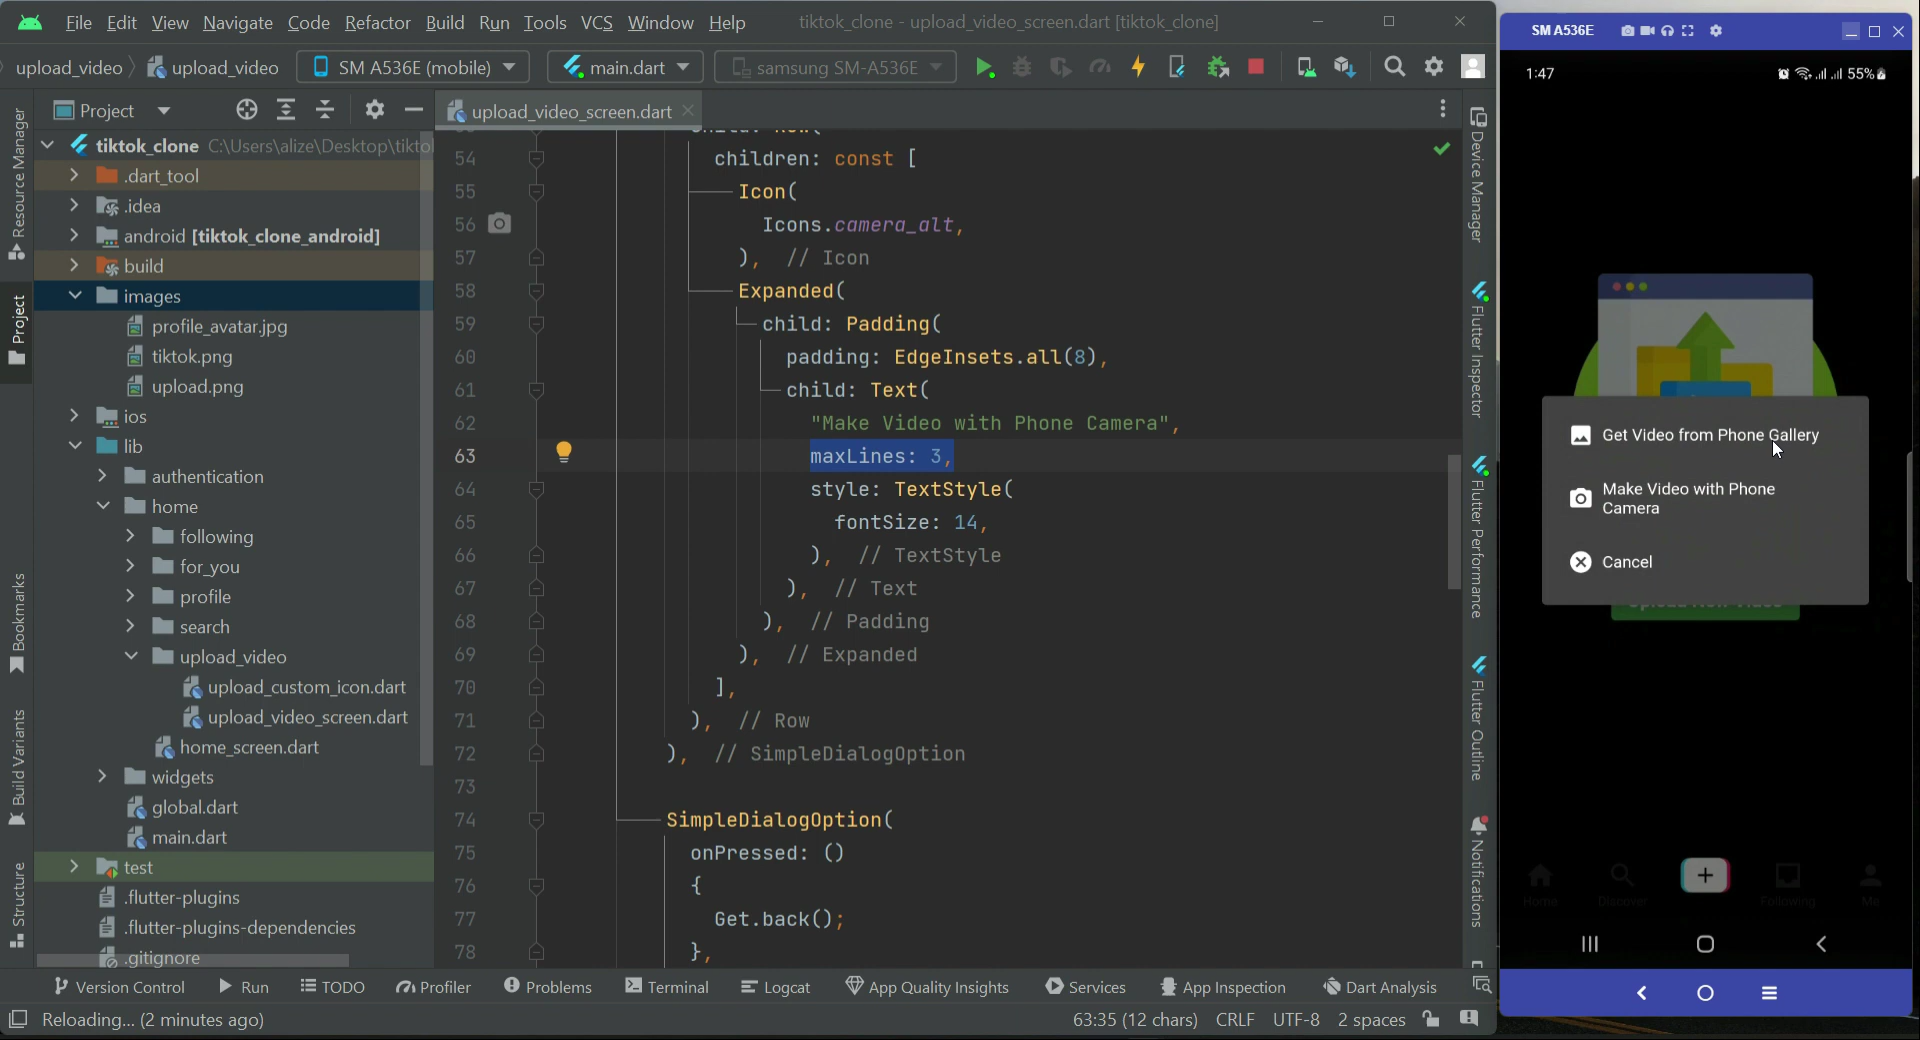 File Edit View Navigate Code Refactor Build Run Tools VCS Window Help tiktok_clone - upload_video_screen.dart [tiktok_clone]
upload_video upload_video SM A536E (mobile) main.dart samsung SM-A536E
Project
upload_video_screen.dart
Resource Manager
Project
Bookmarks
Build Variants
Structure
tiktok_clone C:\Users\alize\Desktop\tikto
.dart_tool
.idea
android [tiktok_clone_android]
build
images
profile_avatar.jpg
tiktok.png
upload.png
ios
lib
authentication
home
following
for_you
profile
search
upload_video
upload_custom_icon.dart
upload_video_screen.dart
home_screen.dart
widgets
global.dart
main.dart
test
.flutter-plugins
.flutter-plugins-dependencies
.gitignore
54 children: const [
55 Icon(
56 Icons.camera_alt,
57 ), // Icon
58 Expanded(
59 child: Padding(
60 padding: EdgeInsets.all(8),
61 child: Text(
62 "Make Video with Phone Camera",
63 maxLines: 3,
64 style: TextStyle(
65 fontSize: 14,
66 ), // TextStyle
67 ), // Text
68 ), // Padding
69 ), // Expanded
70 ],
71 ), // Row
72 ), // SimpleDialogOption
73
74 SimpleDialogOption(
75 onPressed: ()
76 {
77 Get.back();
78 },
Device Manager
Flutter Inspector
Flutter Performance
Flutter Outline
Notifications
Version Control Run TODO Profiler Problems Terminal Logcat App Quality Insights Services App Inspection Dart Analysis
Reloading... (2 minutes ago) 63:35 (12 chars) CRLF UTF-8 2 spaces
SM A536E
1:47 55%
Get Video from Phone Gallery
Make Video with Phone
Camera
Cancel
Upload New Video
Home Discover Following Me